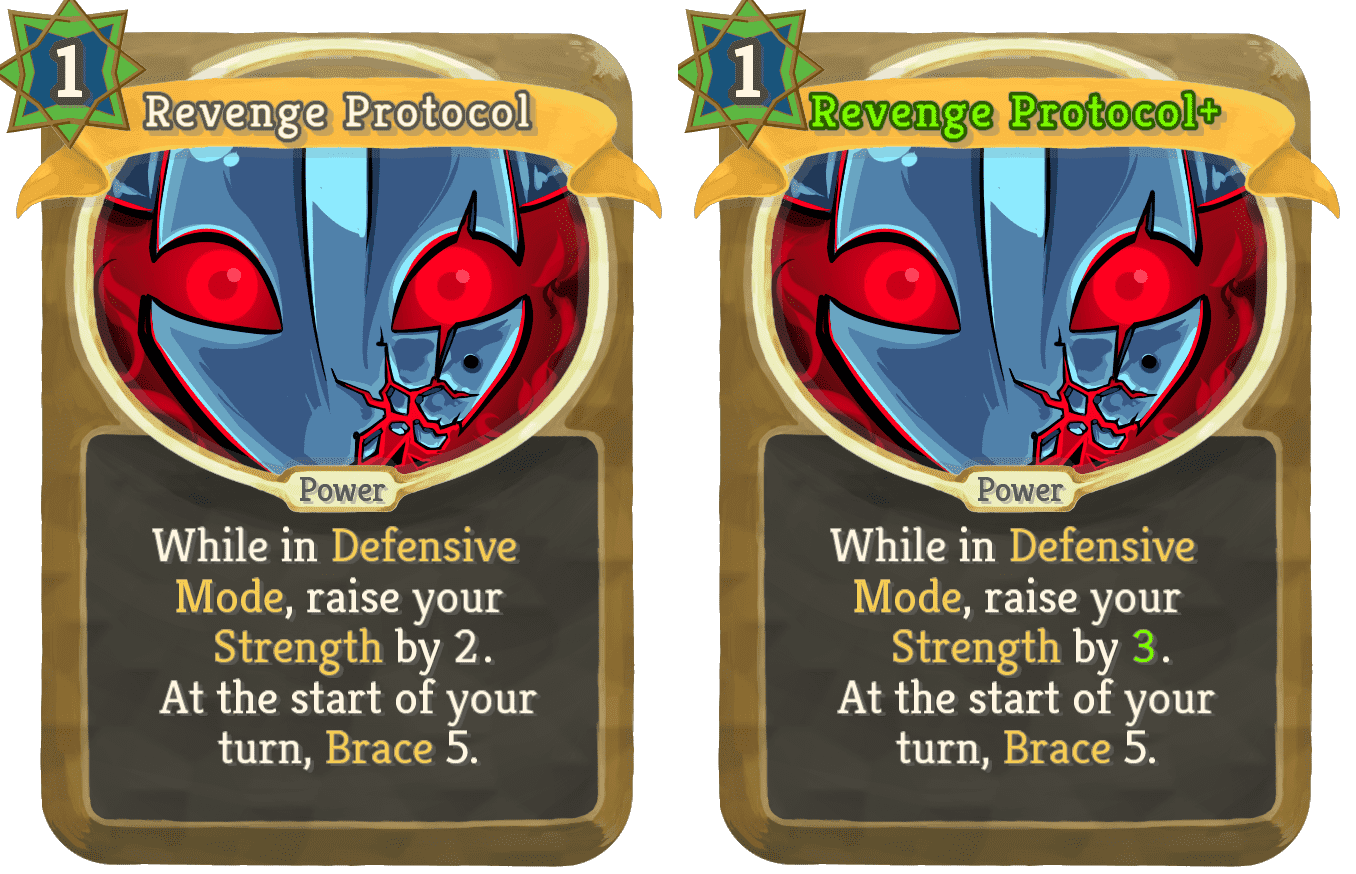 1
Revenge Protocol
Power
While in Defensive
Mode, raise your
Strength by 2.
At the start of your
turn, Brace 5.
1
Revenge Protocol+
Power
While in Defensive
Mode, raise your
Strength by 3.
At the start of your
turn, Brace 5.